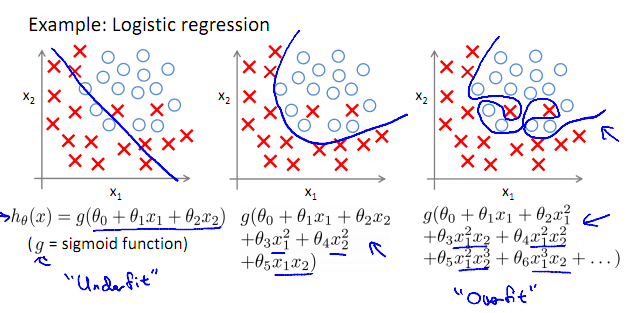 Example: Logistic regression
x₂
x₁
x₂
x₁
x₂
x₁
h_θ(x) = g(θ₀ + θ₁x₁ + θ₂x₂)
(g = sigmoid function)
"Underfit"
g(θ₀ + θ₁x₁ + θ₂x₂
+θ₃x₁² + θ₄x₂²
+θ₅x₁x₂)
g(θ₀ + θ₁x₁ + θ₂x₁²
+θ₃x₁²x₂ + θ₄x₁²x₂²
+θ₅x₁²x₂³ + θ₆x₁³x₂ + …)
"Overfit"